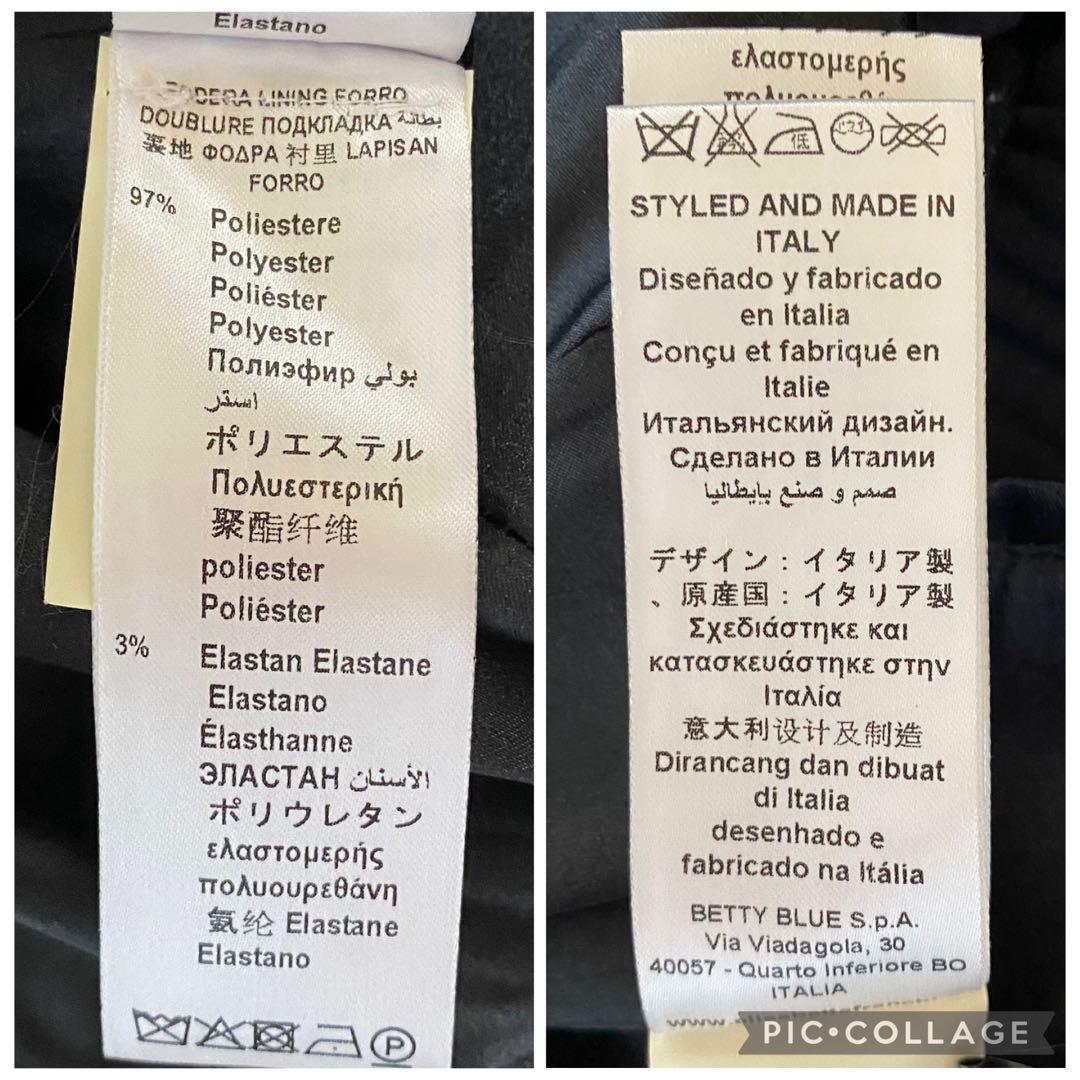 Elastano
FODERA LINING FORRO
DOUBLURE ПОДКЛАДКА بطانة
裏地 ΦΟΔΡΑ 衬里 LAPISAN
FORRO
97%
Poliestere
Polyester
Poliéster
Polyester
Полиэфир بولي
استر
ポリエステル
Πολυεστερική
聚酯纤维
poliester
Poliéster
3%
Elastan Elastane
Elastano
Élasthanne
ЭЛАСТАН الأستان
ポリウレタン
ελαστομερής
πολυουρεθάνη
氨纶 Elastane
Elastano
P
ελαστομερής
低
STYLED AND MADE IN
ITALY
Diseñado y fabricado
en Italia
Conçu et fabriqué en
Italie
Итальянский дизайн.
Сделано в Италии
صمم و صنع بإيطاليا
デザイン：イタリア製
、原産国：イタリア製
Σχεδιάστηκε και
κατασκευάστηκε στην
Ιταλία
意大利设计及制造
Dirancang dan dibuat
di Italia
desenhado e
fabricado na Itália
BETTY BLUE S.p.A.
Via Viadagola, 30
40057 - Quarto Inferiore BO
ITALIA
PIC•COLLAGE